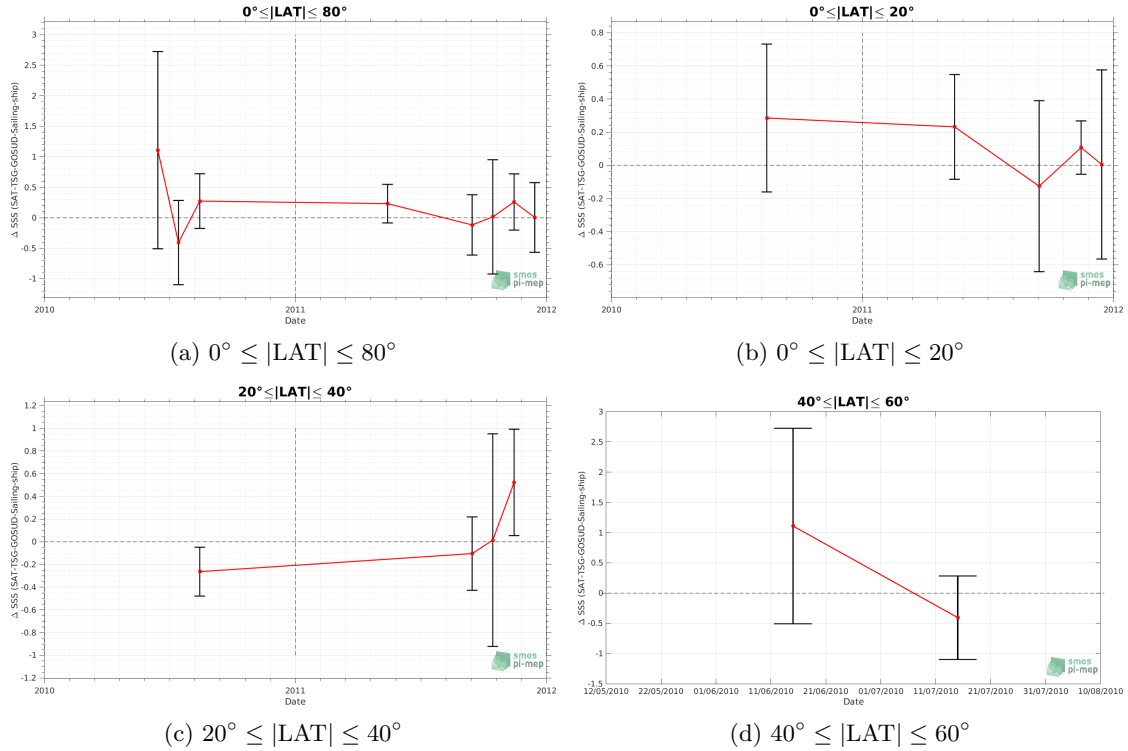 0°≤|LAT|≤ 80°
3
2.5
2
1.5
1
0.5
0
-0.5
-1
Δ SSS (SAT-TSG-GOSUD-Sailing-ship)
2010
2011
2012
Date
smos
pi-mep
(a) 0° ≤ |LAT| ≤ 80°
0°≤|LAT|≤ 20°
0.8
0.6
0.4
0.2
0
-0.2
-0.4
-0.6
Δ SSS (SAT-TSG-GOSUD-Sailing-ship)
2010
2011
2012
Date
smos
pi-mep
(b) 0° ≤ |LAT| ≤ 20°
20°≤|LAT|≤ 40°
1.2
1
0.8
0.6
0.4
0.2
0
-0.2
-0.4
-0.6
-0.8
-1
-1.2
Δ SSS (SAT-TSG-GOSUD-Sailing-ship)
2010
2011
2012
Date
smos
pi-mep
(c) 20° ≤ |LAT| ≤ 40°
40°≤|LAT|≤ 60°
3
2.5
2
1.5
1
0.5
0
-0.5
-1
-1.5
Δ SSS (SAT-TSG-GOSUD-Sailing-ship)
12/05/2010 22/05/2010 01/06/2010 11/06/2010 21/06/2010 01/07/2010 11/07/2010 21/07/2010 31/07/2010 10/08/2010
Date
smos
pi-mep
(d) 40° ≤ |LAT| ≤ 60°